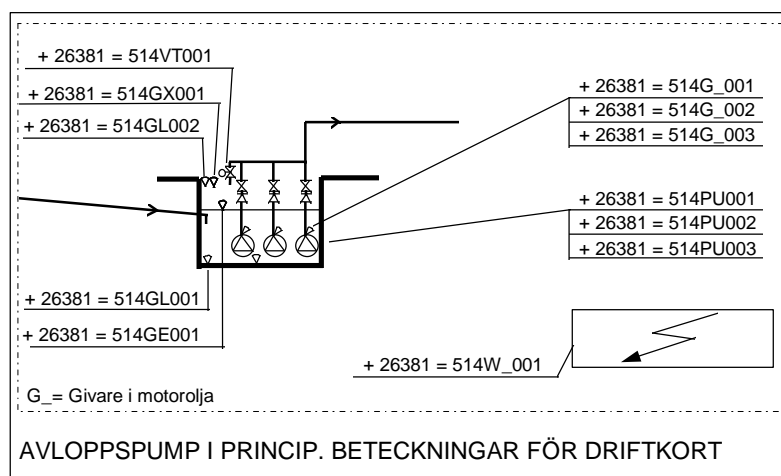 + 26381 = 514VT001
+ 26381 = 514GX001
+ 26381 = 514GL002
+ 26381 = 514G_001
+ 26381 = 514G_002
+ 26381 = 514G_003
+ 26381 = 514PU001
+ 26381 = 514PU002
+ 26381 = 514PU003
+ 26381 = 514GL001
+ 26381 = 514GE001
+ 26381 = 514W_001
G_= Givare i motorolja
AVLOPPSPUMP I PRINCIP. BETECKNINGAR FÖR DRIFTKORT